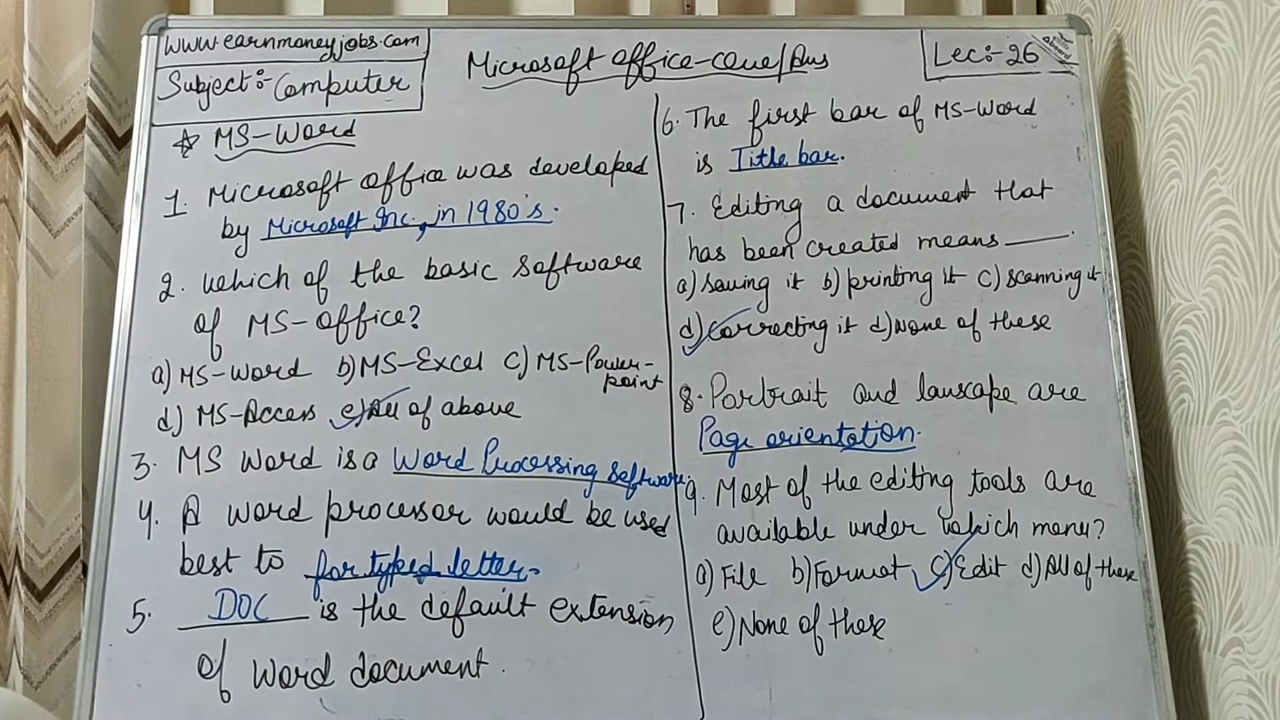 www.earnmoneyjobs.com
Subject:- Computer
Microsoft office-Oue/Ans
Lec:- 26
☆ MS-Word
1. Microsoft office was developed
by Microsoft Inc., in 1980's.
2. which of the basic software
of MS-office?
a) MS-Word b) MS-Excel c) MS-Power-
point
d) MS-Access e) All of above
3. MS Word is a Word Processing software
4. A word processor would be used
best to for typed letter.
5. DOC is the default extension
of Word document.
6. The first bar of MS-Word
is Title bar.
7. Editing a document that
has been created means ____.
a) Saving it b) printing it c) scanning it
d) Correcting it d) None of these
8. Portrait and lanscape are
Page orientation.
9. Most of the editing tools are
available under which menu?
a) File b) Format c) Edit d) All of these
e) None of these